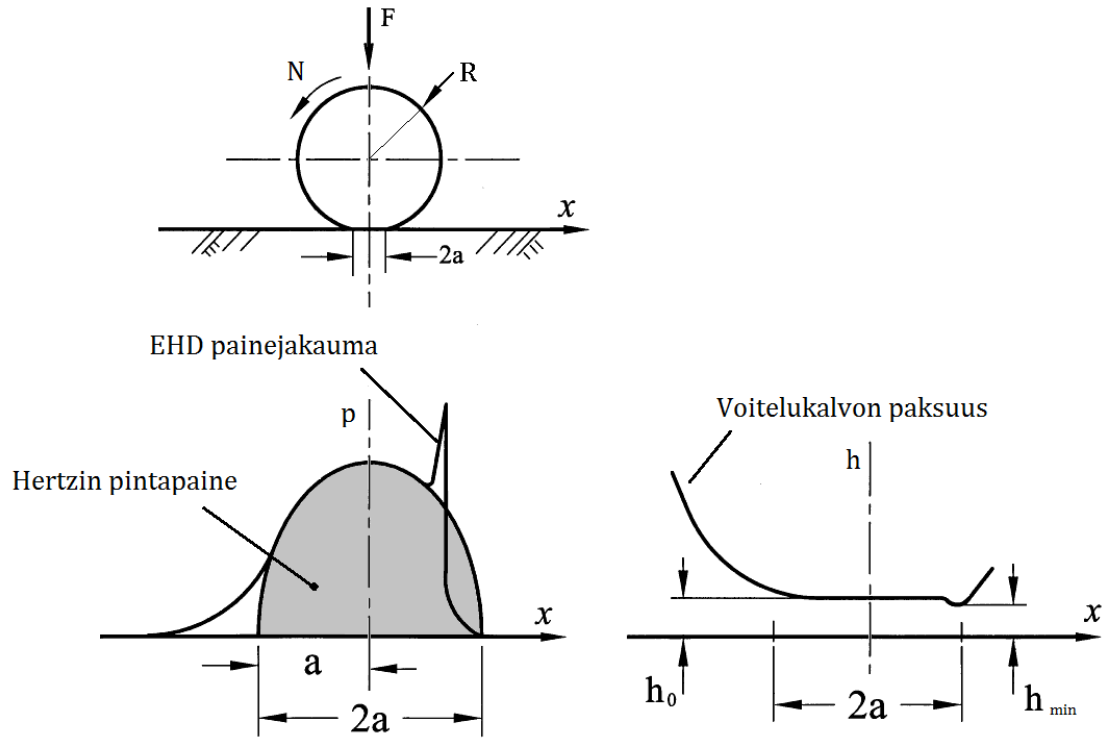 F
N
R
x
2a
EHD painejakauma
p
Hertzin pintapaine
x
a
2a
Voitelukalvon paksuus
h
x
h₀
2a
h min